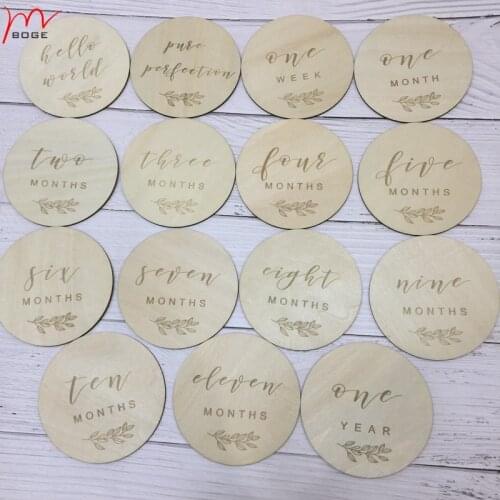 BOGE
hello
world
pure
perfection
one
WEEK
one
MONTH
two
MONTHS
three
MONTHS
four
MONTHS
five
MONTHS
six
MONTHS
seven
MONTHS
eight
MONTHS
nine
MONTHS
ten
MONTHS
eleven
MONTHS
one
YEAR